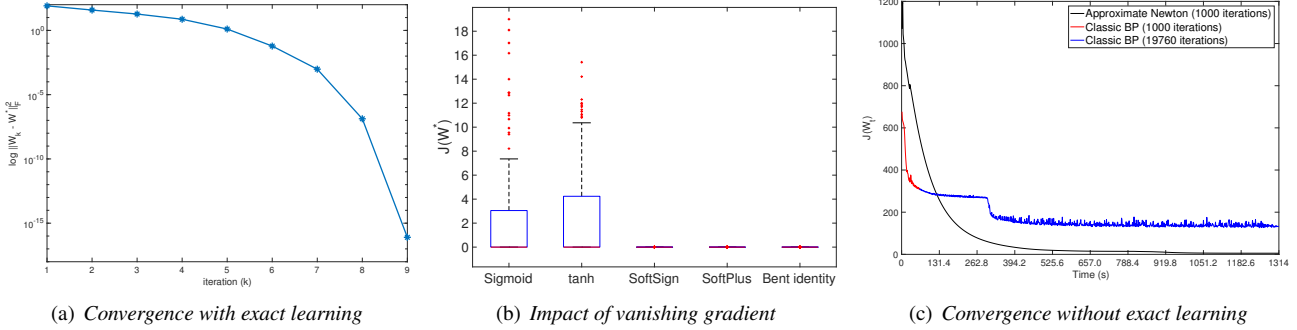 10^0
10^-5
10^-10
10^-15
log ||W_k - W^*||_F^2
1 2 3 4 5 6 7 8 9
iteration (k)
(a) Convergence with exact learning
18
16
14
12
10
8
6
4
2
0
J(W^*)
Sigmoid tanh SoftSign SoftPlus Bent identity
(b) Impact of vanishing gradient
1200
1000
800
600
400
200
0
J(W_t)
Approximate Newton (1000 iterations)
Classic BP (1000 iterations)
Classic BP (19760 iterations)
0 131.4 262.8 394.2 525.6 657.0 788.4 919.8 1051.2 1182.6 1314
Time (s)
(c) Convergence without exact learning